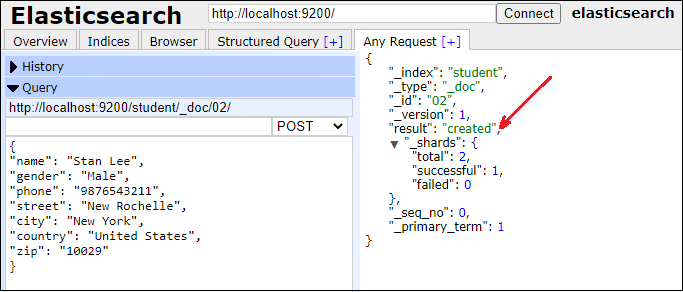 Elasticsearch http://localhost:9200/ Connect elasticsearch
Overview Indices Browser Structured Query [+] Any Request [+]
History
Query
http://localhost:9200/student/_doc/02/
POST
{
"name": "Stan Lee",
"gender": "Male",
"phone": "9876543211",
"street": "New Rochelle",
"city": "New York",
"country": "United States",
"zip": "10029"
}
{
"_index": "student",
"_type": "_doc",
"_id": "02",
"_version": 1,
"result": "created",
"_shards": {
"total": 2,
"successful": 1,
"failed": 0
},
"_seq_no": 0,
"_primary_term": 1
}